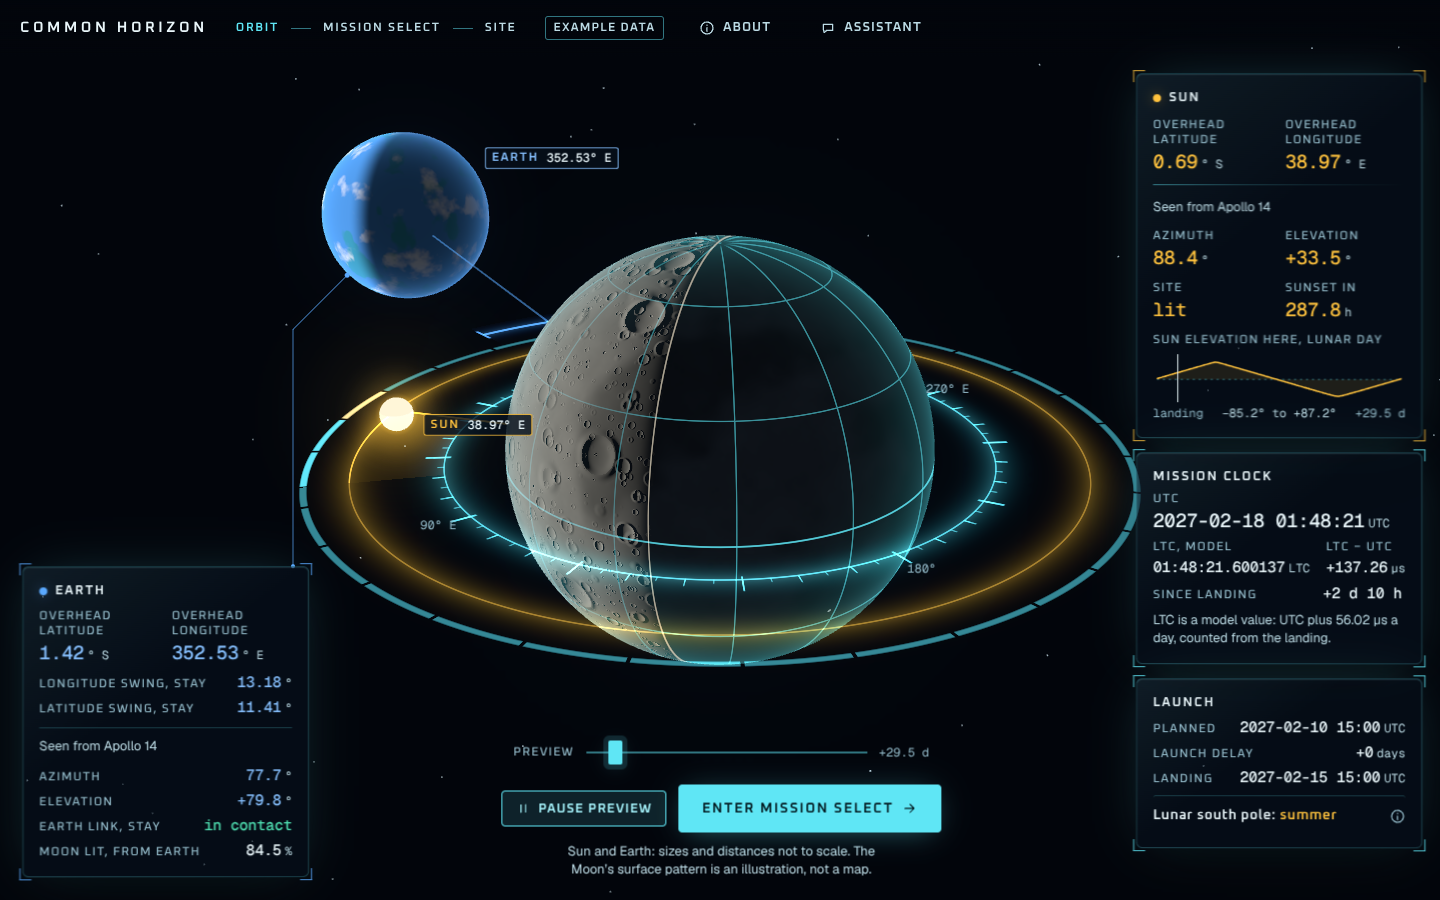 COMMON HORIZON
ORBIT
MISSION SELECT
SITE
EXAMPLE DATA
ABOUT
ASSISTANT
EARTH 352.53° E
SUN 38.97° E
270° E
90° E
180°
EARTH
OVERHEAD LATITUDE
1.42° S
OVERHEAD LONGITUDE
352.53° E
LONGITUDE SWING, STAY 13.18°
LATITUDE SWING, STAY 11.41°
Seen from Apollo 14
AZIMUTH 77.7°
ELEVATION +79.8°
EARTH LINK, STAY in contact
MOON LIT, FROM EARTH 84.5%
PREVIEW +29.5 d
PAUSE PREVIEW
ENTER MISSION SELECT →
Sun and Earth: sizes and distances not to scale. The
Moon's surface pattern is an illustration, not a map.
SUN
OVERHEAD LATITUDE
0.69° S
OVERHEAD LONGITUDE
38.97° E
Seen from Apollo 14
AZIMUTH
88.4°
ELEVATION
+33.5°
SITE
lit
SUNSET IN
287.8 h
SUN ELEVATION HERE, LUNAR DAY
landing −85.2° to +87.2° +29.5 d
MISSION CLOCK
UTC
2027-02-18 01:48:21 UTC
LTC, MODEL
01:48:21.600137 LTC
LTC − UTC
+137.26 µs
SINCE LANDING +2 d 10 h
LTC is a model value: UTC plus 56.02 µs a
day, counted from the landing.
LAUNCH
PLANNED 2027-02-10 15:00 UTC
LAUNCH DELAY +0 days
LANDING 2027-02-15 15:00 UTC
Lunar south pole: summer